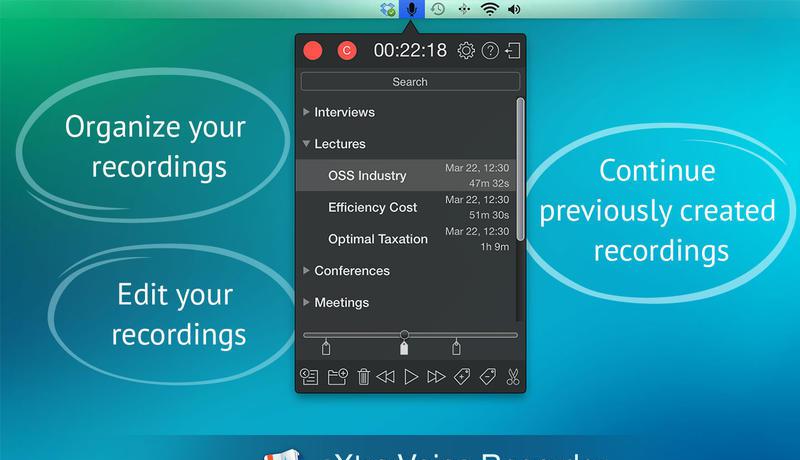 C
00:22:18
?
Search
Interviews
Lectures
OSS Industry
Mar 22, 12:30
47m 32s
Efficiency Cost
Mar 22, 12:30
51m 30s
Optimal Taxation
Mar 22, 12:30
1h 9m
Conferences
Meetings
Organize your
recordings
Edit your
recordings
Continue
previously created
recordings